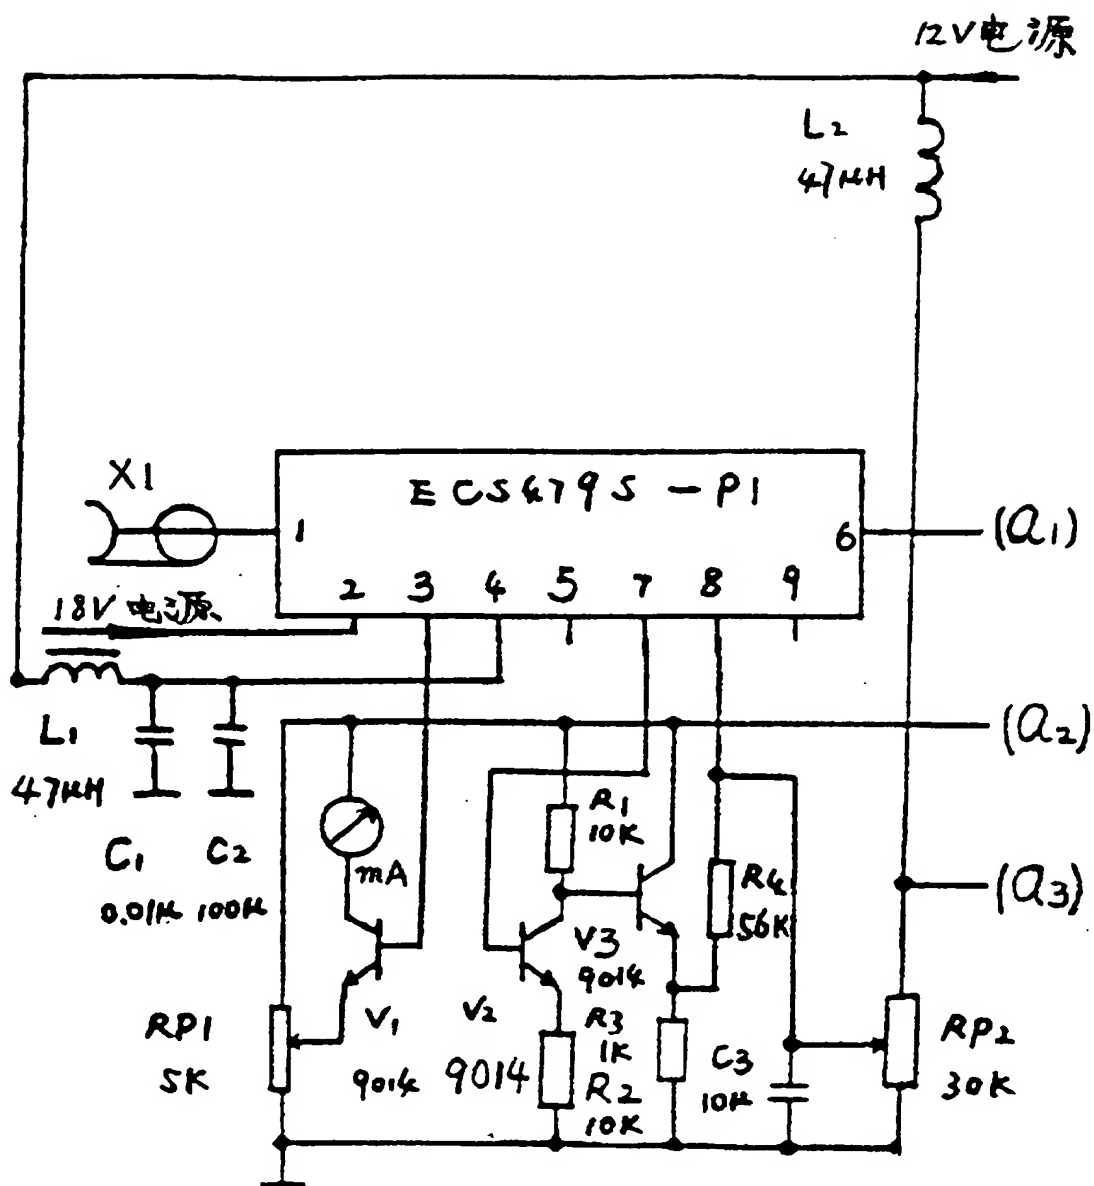 12V电源
L2
47μH
X1
ECS479S-P1
1
6
2 3 4 5 7 8 9
(a1)
18V电源
L1
47μH
(a2)
C1
0.01μ
C2
100μ
mA
R1
10K
R4
56K
(a3)
V3
9014
RP1
5K
V1
9014
V2
9014
R3
1K
R2
10K
C3
10μ
RP2
30K